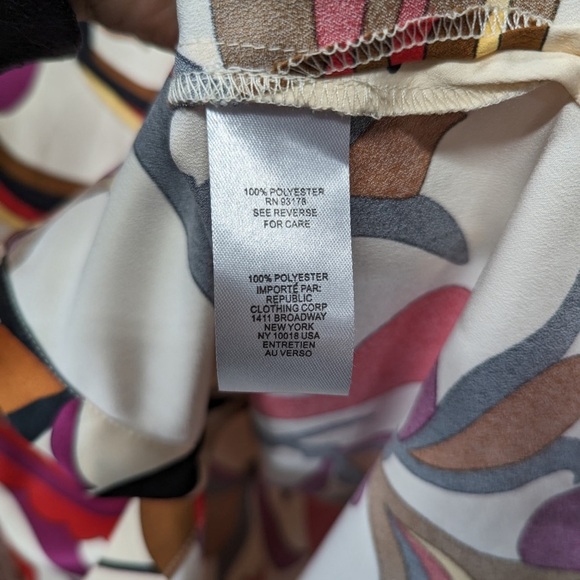 100% POLYESTER
RN 93178
SEE REVERSE
FOR CARE
100% POLYESTER
IMPORTÉ PAR:
REPUBLIC
CLOTHING CORP
1411 BROADWAY
NEW YORK
NY 10018 USA
ENTRETIEN
AU VERSO